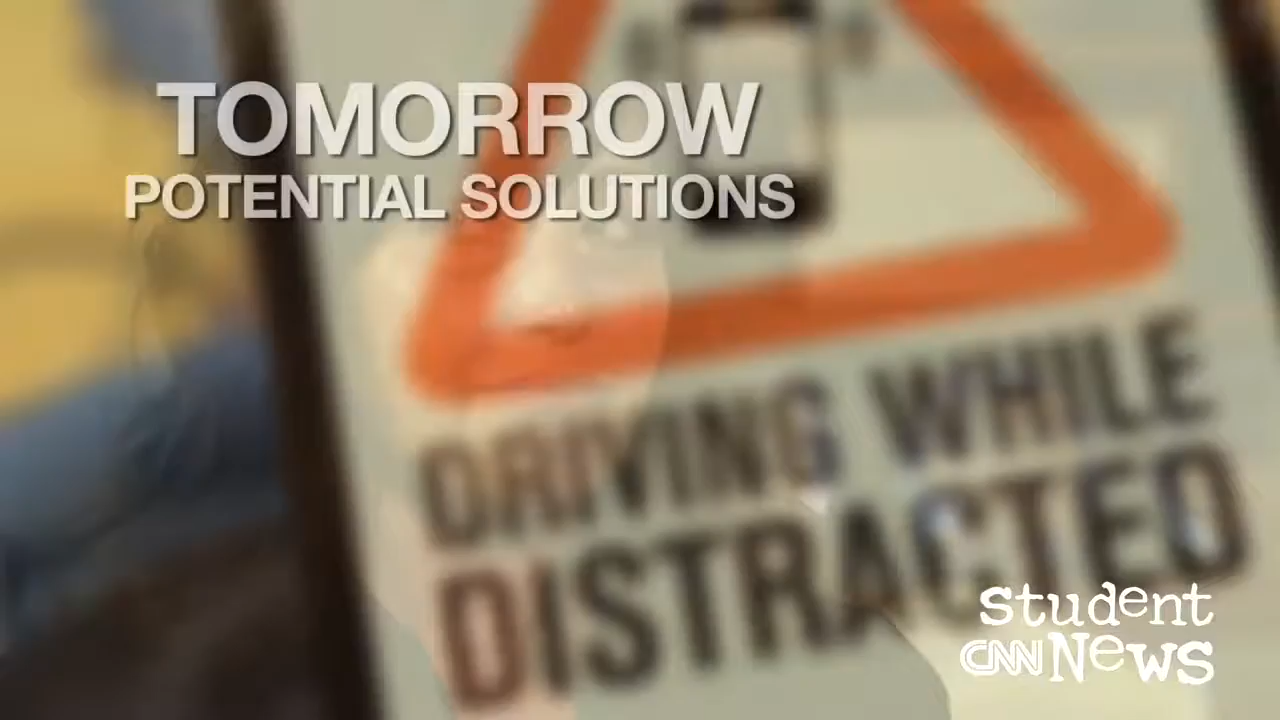 TOMORROW
POTENTIAL SOLUTIONS
DRIVING WHILE
DISTRACTED
Student
CNN News